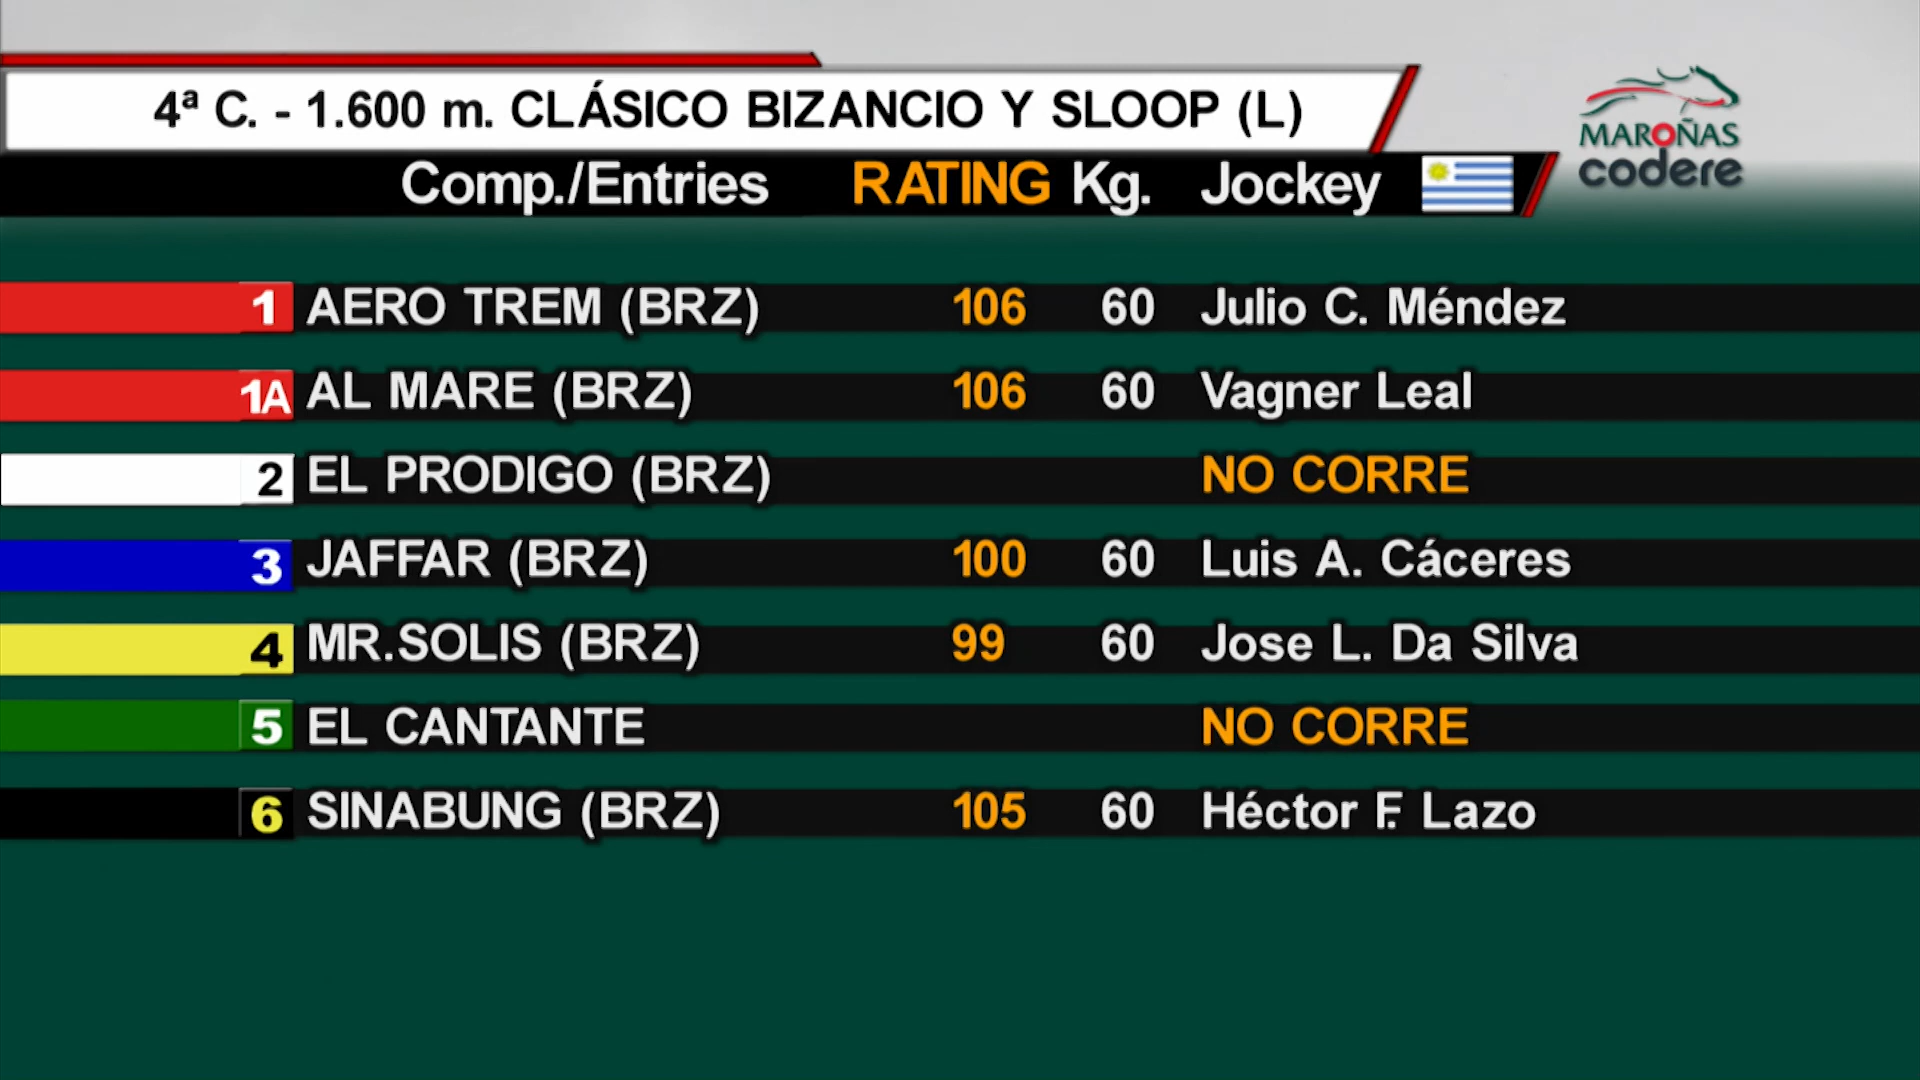 4ª C. - 1.600 m. CLÁSICO BIZANCIO Y SLOOP (L)
MAROÑAS
codere
Comp./Entries RATING Kg. Jockey
1 AERO TREM (BRZ) 106 60 Julio C. Méndez
1A AL MARE (BRZ) 106 60 Vagner Leal
2 EL PRODIGO (BRZ) NO CORRE
3 JAFFAR (BRZ) 100 60 Luis A. Cáceres
4 MR.SOLIS (BRZ) 99 60 Jose L. Da Silva
5 EL CANTANTE NO CORRE
6 SINABUNG (BRZ) 105 60 Héctor F. Lazo